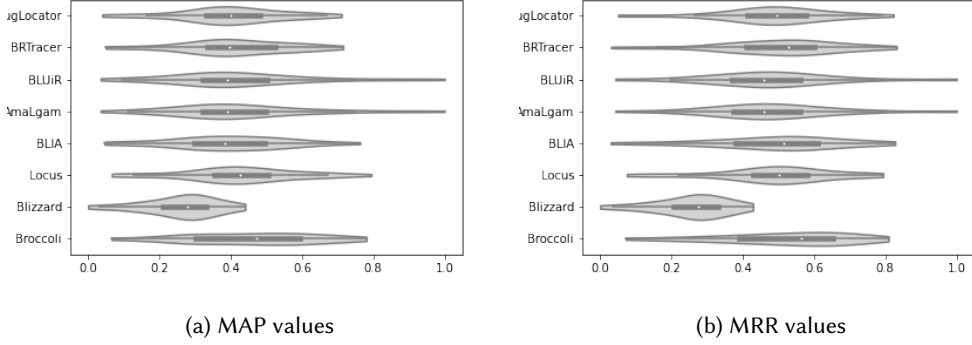 ugLocator
BRTracer
BLUiR
AmaLgam
BLIA
Locus
Blizzard
Broccoli
0.0 0.2 0.4 0.6 0.8 1.0
(a) MAP values
ugLocator
BRTracer
BLUiR
AmaLgam
BLIA
Locus
Blizzard
Broccoli
0.0 0.2 0.4 0.6 0.8 1.0
(b) MRR values